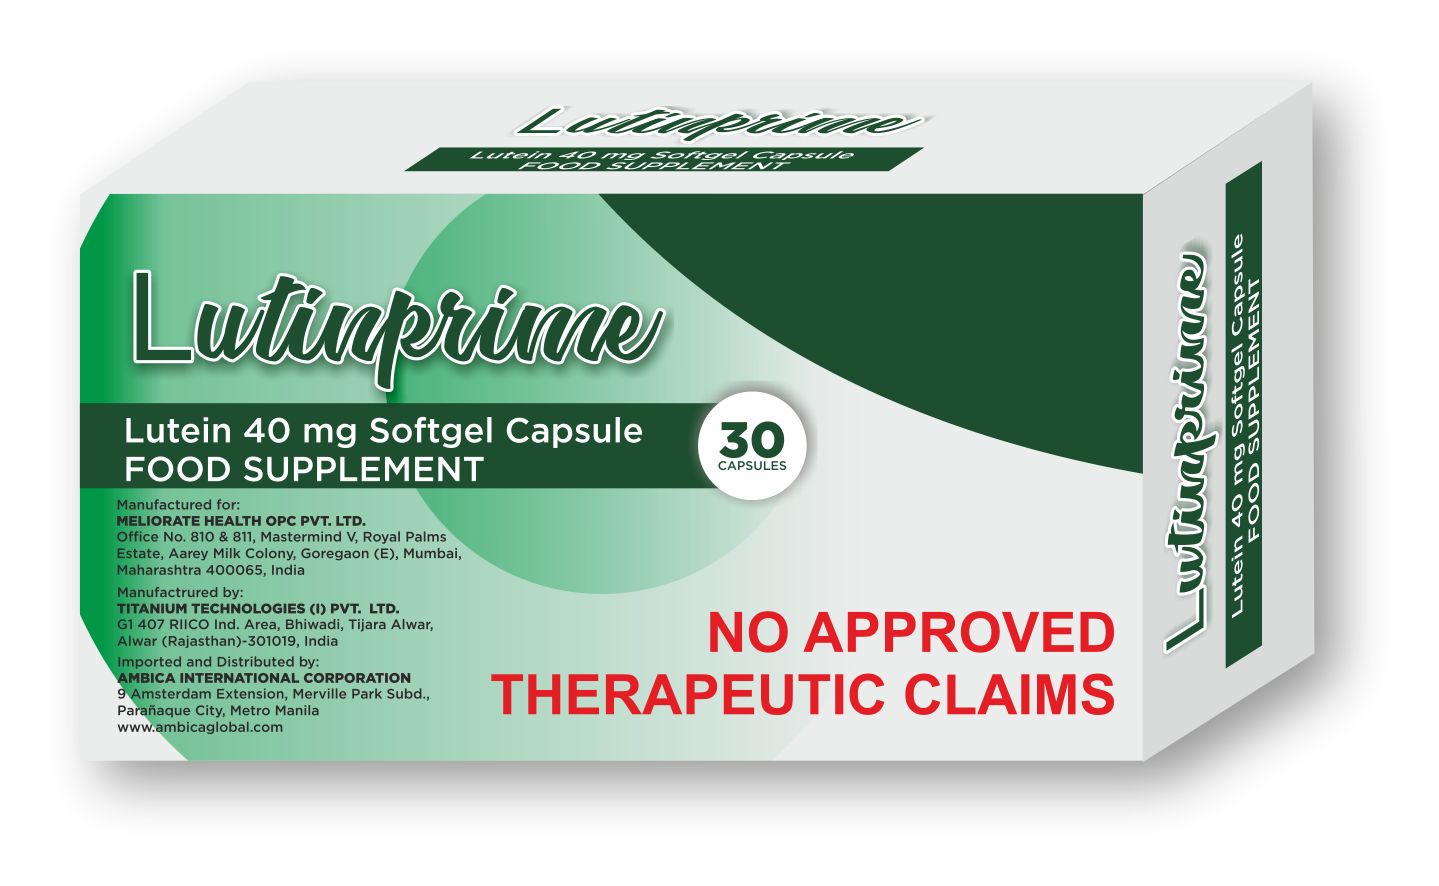 Lutinprime
Lutein 40 mg Softgel Capsule
FOOD SUPPLEMENT
Lutinprime
Lutein 40 mg Softgel Capsule
FOOD SUPPLEMENT
30
CAPSULES
Manufactured for:
MELIORATE HEALTH OPC PVT. LTD.
Office No. 810 & 811, Mastermind V, Royal Palms
Estate, Aarey Milk Colony, Goregaon (E), Mumbai,
Maharashtra 400065, India
Manufactrured by:
TITANIUM TECHNOLOGIES (I) PVT. LTD.
G1 407 RIICO Ind. Area, Bhiwadi, Tijara Alwar,
Alwar (Rajasthan)-301019, India
Imported and Distributed by:
AMBICA INTERNATIONAL CORPORATION
9 Amsterdam Extension, Merville Park Subd.,
Parañaque City, Metro Manila
www.ambicaglobal.com
NO APPROVED
THERAPEUTIC CLAIMS
Lutinprime
Lutein 40 mg Softgel Capsule
FOOD SUPPLEMENT